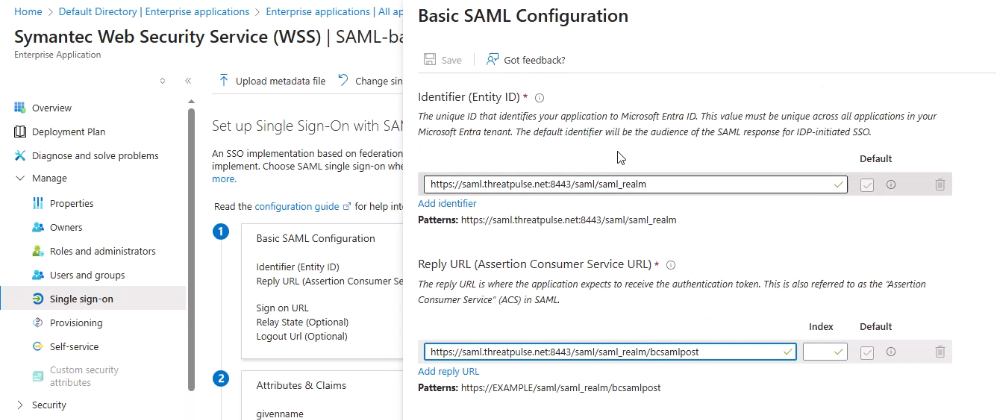 Home > Default Directory | Enterprise applications > Enterprise applications | All ap
Symantec Web Security Service (WSS) | SAML-ba
Enterprise Application
Overview
Deployment Plan
Diagnose and solve problems
Manage
Properties
Owners
Roles and administrators
Users and groups
Single sign-on
Provisioning
Self-service
Custom security
attributes
Security
Upload metadata file
Change sin
Set up Single Sign-On with SAM
An SSO implementation based on federation
implement. Choose SAML single sign-on whe
more.
Read the configuration guide for help inte
1
Basic SAML Configuration
Identifier (Entity ID)
Reply URL (Assertion Consumer Se
Sign on URL
Relay State (Optional)
Logout Url (Optional)
2
Attributes & Claims
givenname
Basic SAML Configuration
Save
Got feedback?
Identifier (Entity ID) *
The unique ID that identifies your application to Microsoft Entra ID. This value must be unique across all applications in your
Microsoft Entra tenant. The default identifier will be the audience of the SAML response for IDP-initiated SSO.
Default
https://saml.threatpulse.net:8443/saml/saml_realm
Add identifier
Patterns: https://saml.threatpulse.net:8443/saml/saml_realm
Reply URL (Assertion Consumer Service URL) *
The reply URL is where the application expects to receive the authentication token. This is also referred to as the "Assertion
Consumer Service" (ACS) in SAML.
Index Default
https://saml.threatpulse.net:8443/saml/saml_realm/bcsamlpost
Add reply URL
Patterns: https://EXAMPLE/saml/saml_realm/bcsamlpost